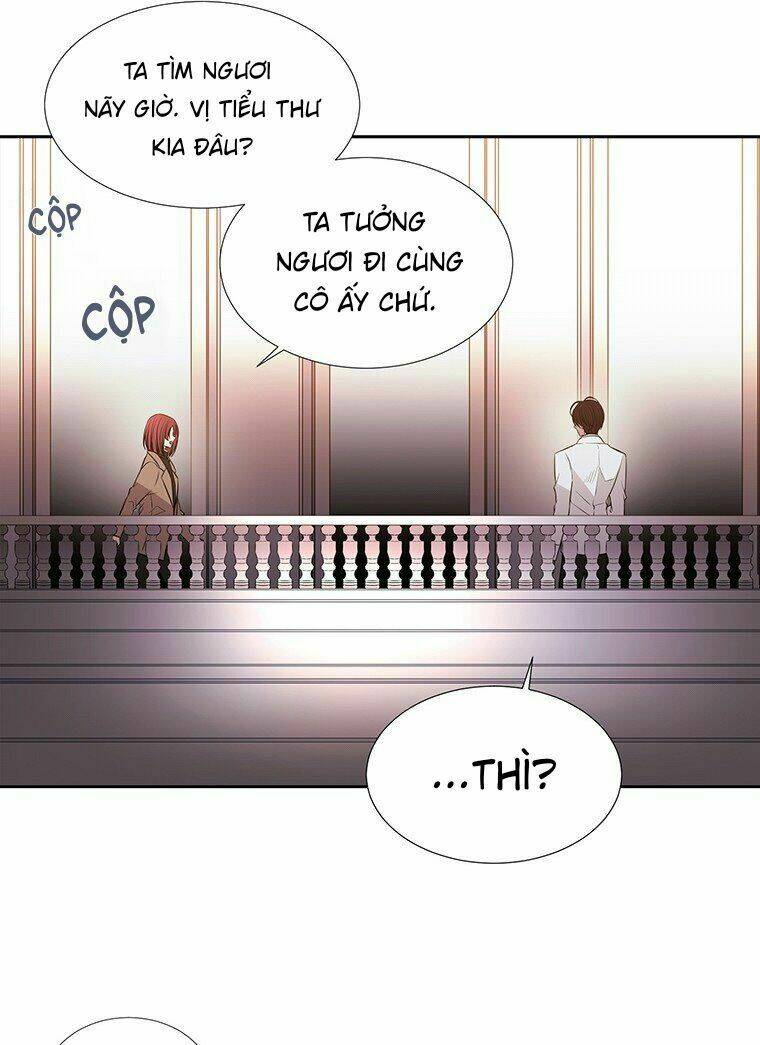 TA TÌM NGƯƠI
NÃY GIỜ. VỊ TIỂU THƯ
KIA ĐÂU?
CỘP
TA TƯỞNG
NGƯƠI ĐI CÙNG
CÔ ẤY CHỨ.
CỘP
...THÌ?